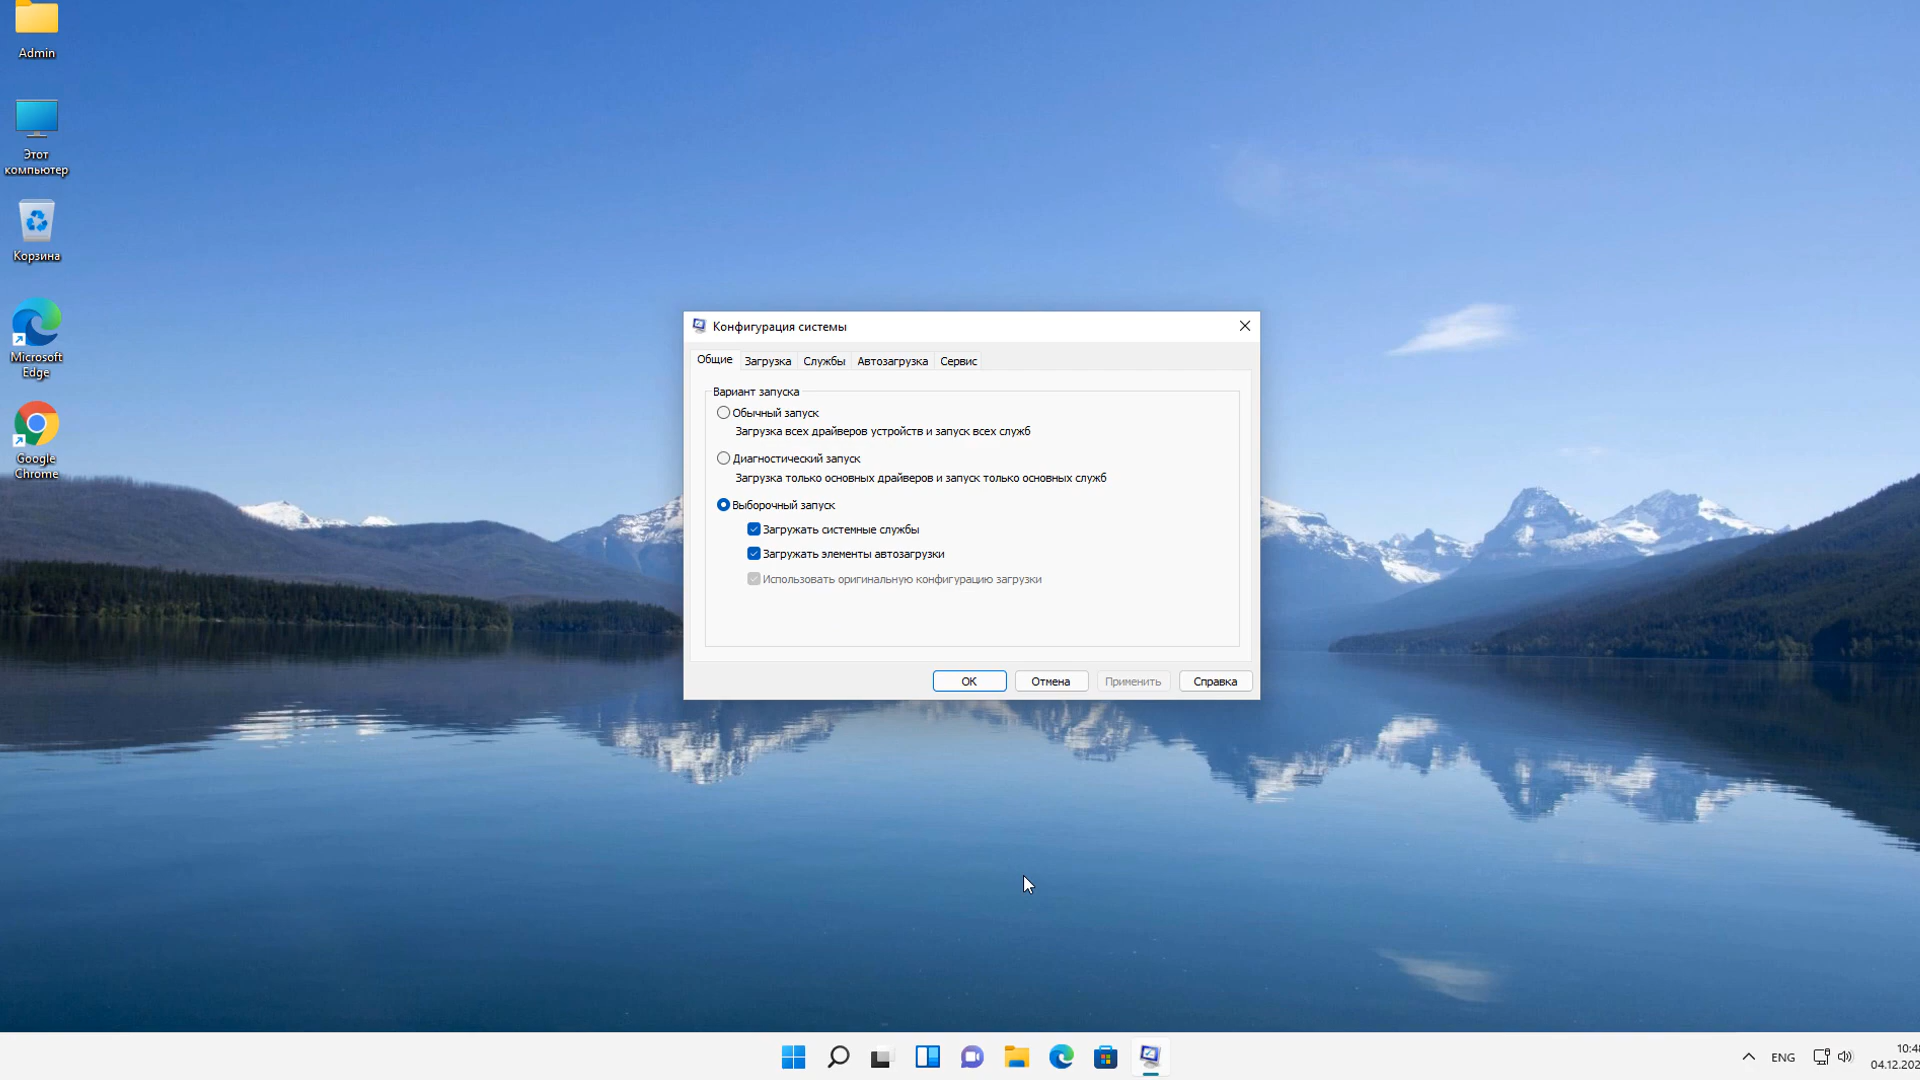 Admin
Этот
компьютер
Корзина
Microsoft
Edge
Google
Chrome
Конфигурация системы
Общие Загрузка Службы Автозагрузка Сервис
Вариант запуска
Обычный запуск
Загрузка всех драйверов устройств и запуск всех служб
Диагностический запуск
Загрузка только основных драйверов и запуск только основных служб
Выборочный запуск
Загружать системные службы
Загружать элементы автозагрузки
Использовать оригинальную конфигурацию загрузки
ОК Отмена Применить Справка
ENG
10:48
04.12.202